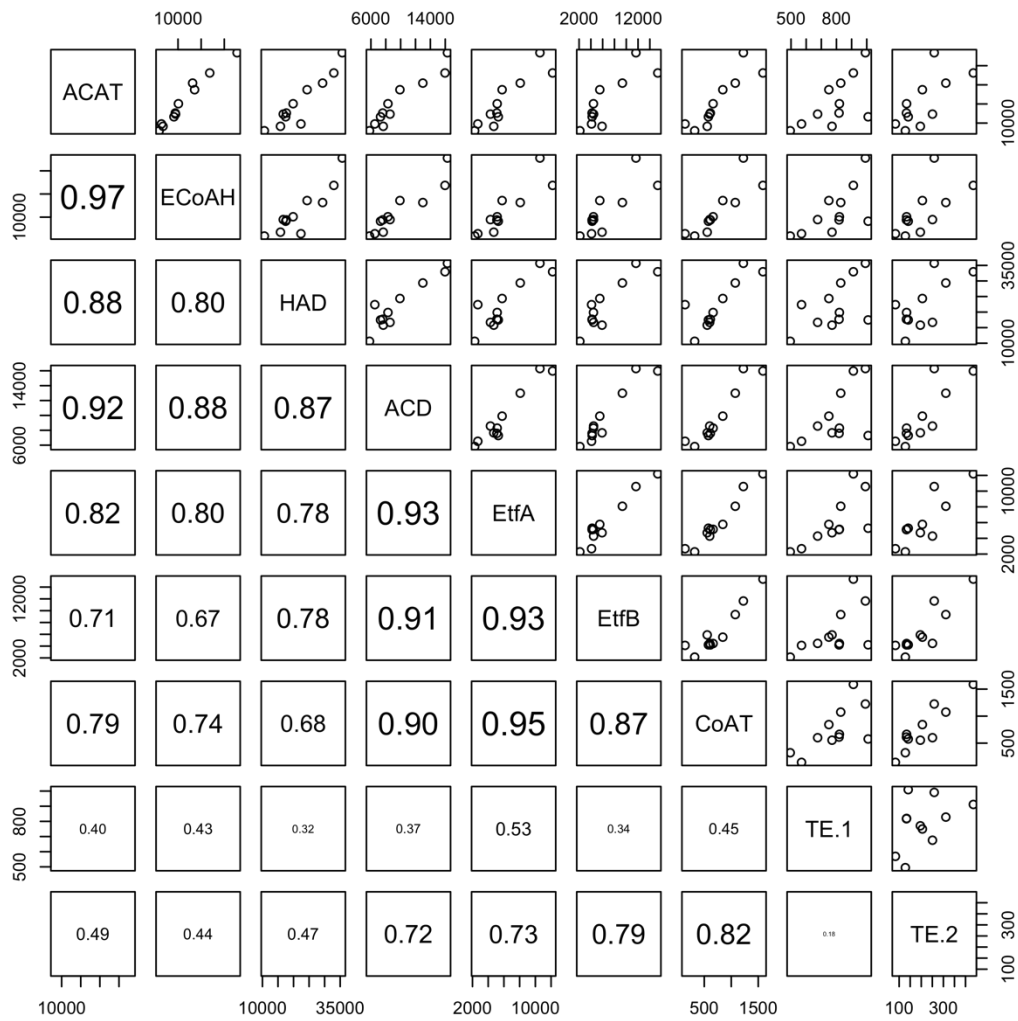 10000 6000 14000 2000 12000 500 800
ACAT 10000
10000 0.97 ECoAH
0.88 0.80 HAD 10000 35000
6000 14000 0.92 0.88 0.87 ACD
0.82 0.80 0.78 0.93 EtfA 2000 10000
2000 12000 0.71 0.67 0.78 0.91 0.93 EtfB
0.79 0.74 0.68 0.90 0.95 0.87 CoAT 500 1500
500 800 0.40 0.43 0.32 0.37 0.53 0.34 0.45 TE.1
0.49 0.44 0.47 0.72 0.73 0.79 0.82 0.18 TE.2 100 300
10000 10000 35000 2000 10000 500 1500 100 300